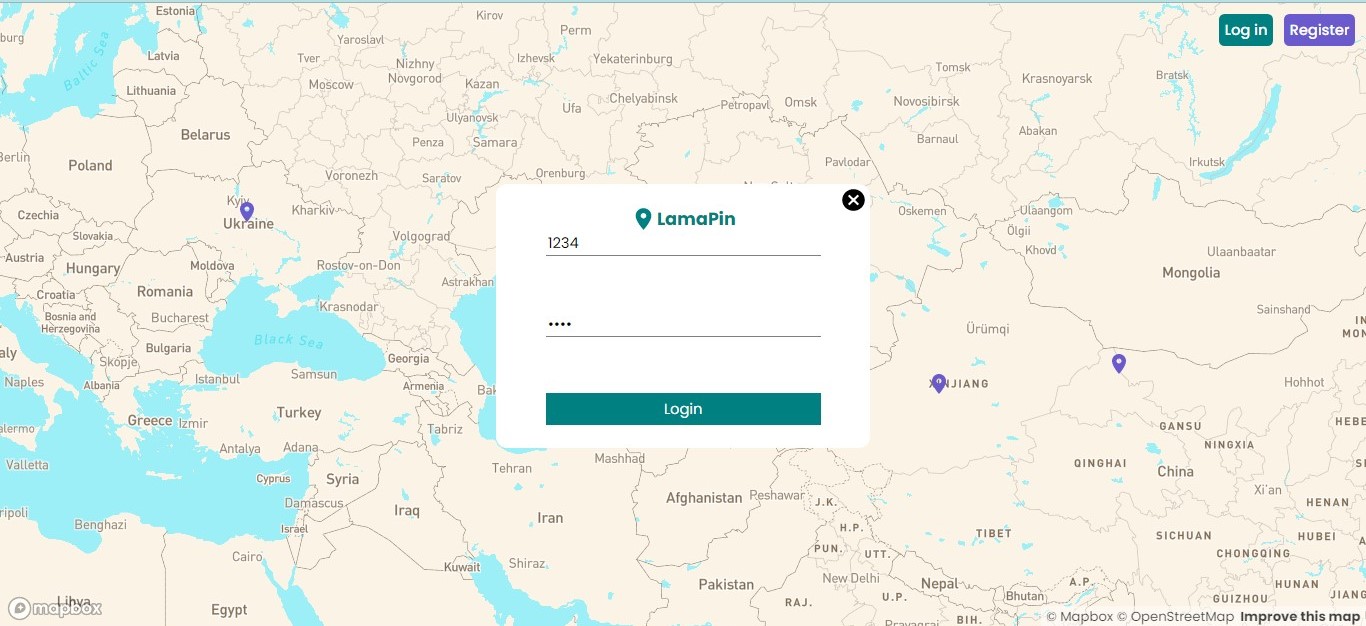 Estonia
Kirov
Perm
Log in
Register
Yaroslavl
Baltic Sea
Latvia
Tver
Nizhny
Novgorod
Izhevsk
Yekaterinburg
Tomsk
Krasnoyarsk
Bratsk
Lithuania
Moscow
Kazan
Ufa
Chelyabinsk
Petropavl
Omsk
Novosibirsk
Ulyanovsk
Belarus
Penza
Samara
Barnaul
Abakan
Berlin
Poland
Voronezh
Saratov
Orenburg
Pavlodar
Irkutsk
Kyiv
Ukraine
Kharkiv
Czechia
Slovakia
Volgograd
LamaPin
Oskemen
Ulaangom
Ölgii
Khovd
Ulaanbaatar
Mongolia
Austria
Hungary
Moldova
Rostov-on-Don
1234
Croatia
Romania
Astrakhan
Bosnia and
Herzegovina
Bucharest
Krasnodar
Sainshand
Black Sea
••••
Ürümqi
Bulgaria
Skopje
Georgia
Naples
Albania
Istanbul
Samsun
Armenia
XINJIANG
Hohhot
Greece
Izmir
Turkey
Login
Tabriz
GANSU
NINGXIA
Antalya
Adana
Valletta
Cyprus
Syria
Tehran
Mashhad
QINGHAI
China
Xi'an
Damascus
Iraq
Afghanistan
Peshawar
J.K.
HENAN
Benghazi
Israel
Iran
H.P.
TIBET
SICHUAN
HUBEI
Cairo
Kuwait
Shiraz
PUN.
UTT.
CHONGQING
New Delhi
Pakistan
Nepal
A.P.
HUNAN
Libya
Egypt
RAJ.
U.P.
Bhutan
GUIZHOU
mapbox
Prayagraj
BIH.
© Mapbox © OpenStreetMap Improve this map